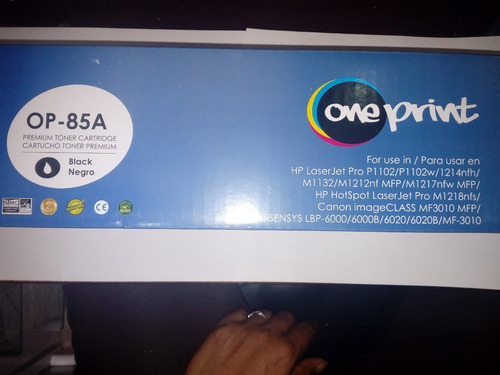 OP-85A
PREMIUM TONER CARTRIDGE
CARTUCHO TONER PREMIUM
Black
Negro
one print
For use in / Para usar en
HP LaserJet Pro P1102/P1102w/1214nfh/
M1132/M1212nf MFP/M1217nfw MFP/
HP HotSpot LaserJet Pro M1218nfs/
Canon imageCLASS MF3010 MFP/
SENSYS LBP-6000/6000B/6020/6020B/MF-3010
CE